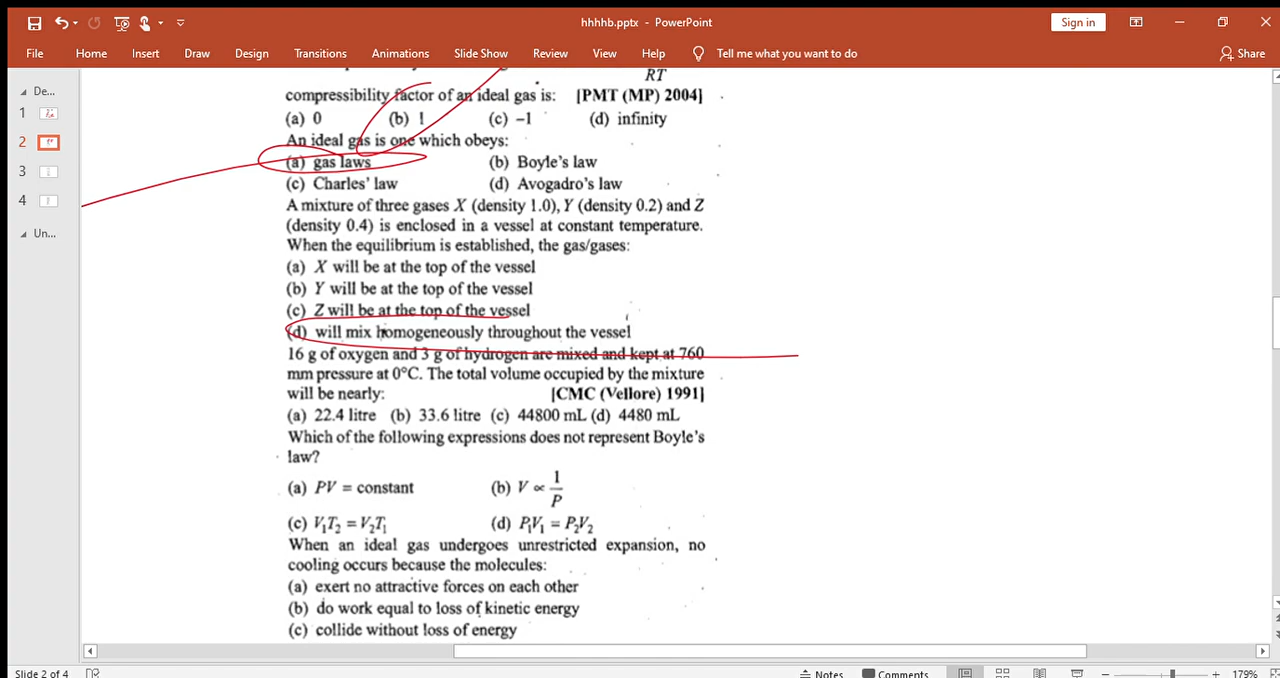 hhhhb.pptx - PowerPoint
Sign in
File Home Insert Draw Design Transitions Animations Slide Show Review View Help Tell me what you want to do Share
De...
1
2
3
4
Un...
RT
compressibility factor of an ideal gas is: [PMT (MP) 2004]
(a) 0 (b) 1 (c) −1 (d) infinity
An ideal gas is one which obeys:
(a) gas laws (b) Boyle's law
(c) Charles' law (d) Avogadro's law
A mixture of three gases X (density 1.0), Y (density 0.2) and Z
(density 0.4) is enclosed in a vessel at constant temperature.
When the equilibrium is established, the gas/gases:
(a) X will be at the top of the vessel
(b) Y will be at the top of the vessel
(c) Z will be at the top of the vessel
(d) will mix homogeneously throughout the vessel
16 g of oxygen and 3 g of hydrogen are mixed and kept at 760
mm pressure at 0°C. The total volume occupied by the mixture
will be nearly: [CMC (Vellore) 1991]
(a) 22.4 litre (b) 33.6 litre (c) 44800 mL (d) 4480 mL
Which of the following expressions does not represent Boyle's
law?
(a) PV = constant (b) V ∝ 1/P
(c) V₁T₂ = V₂T₁ (d) P₁V₁ = P₂V₂
When an ideal gas undergoes unrestricted expansion, no
cooling occurs because the molecules:
(a) exert no attractive forces on each other
(b) do work equal to loss of kinetic energy
(c) collide without loss of energy
Slide 2 of 4 Notes Comments 179%